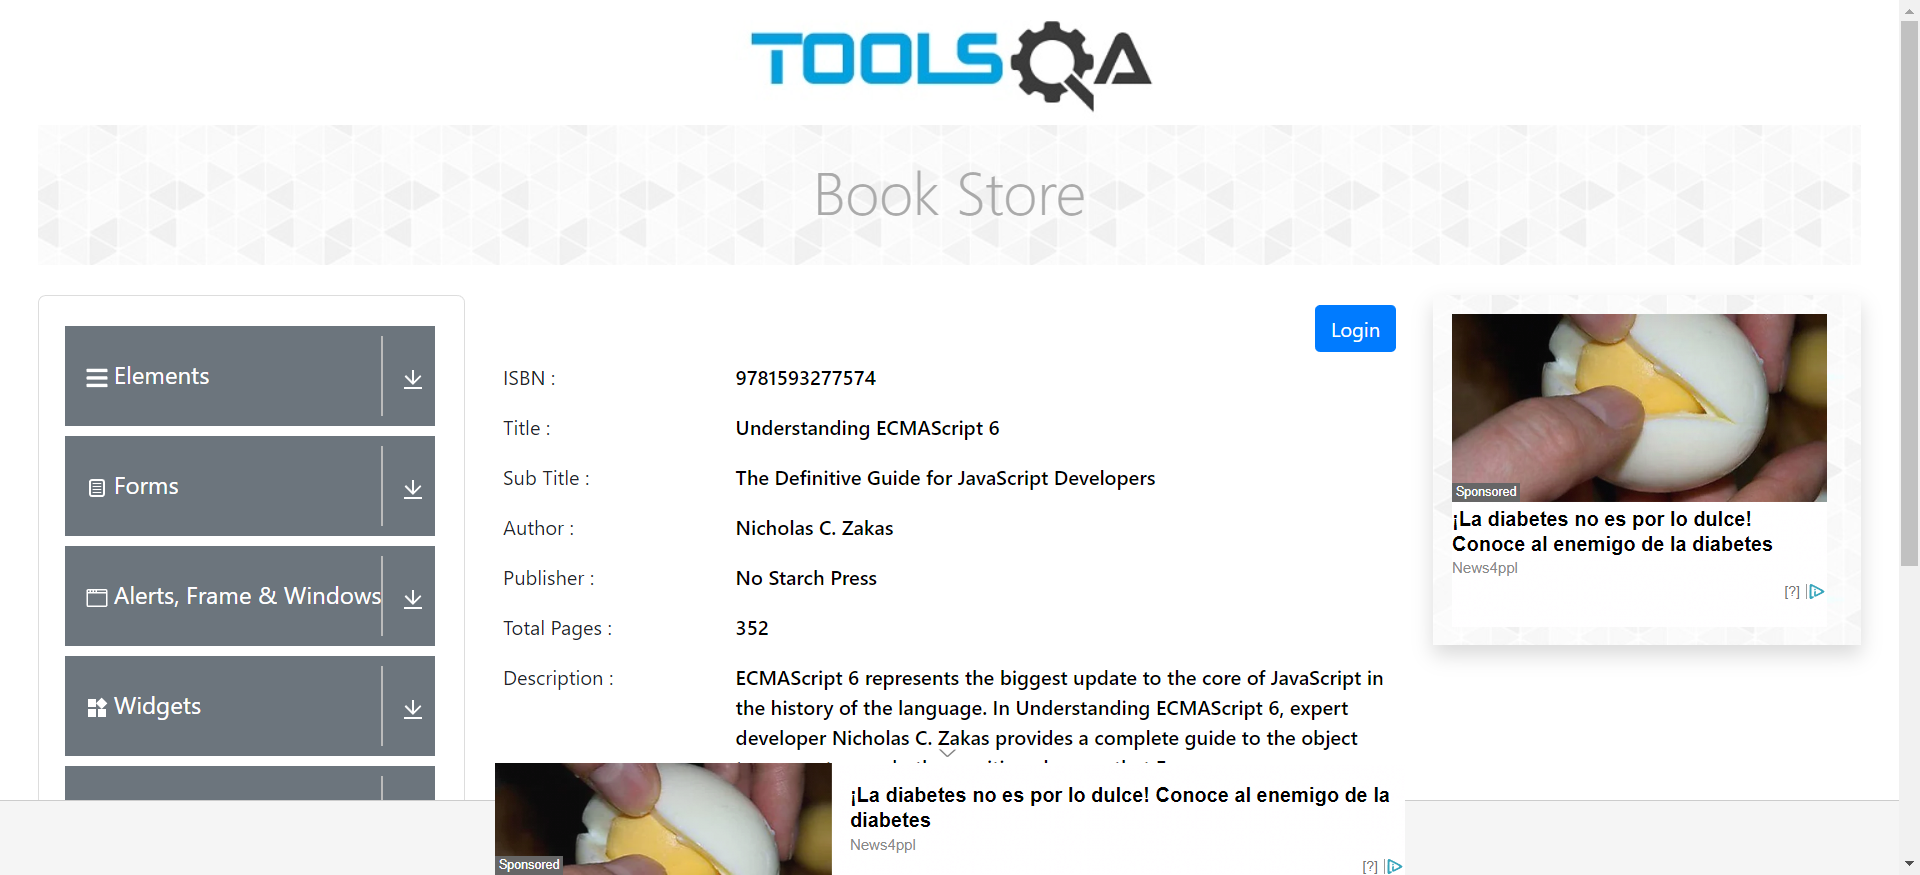 TOOLSQA
Book Store
Elements
Forms
Alerts, Frame & Windows
Widgets
Login
ISBN :
9781593277574
Title :
Understanding ECMAScript 6
Sub Title :
The Definitive Guide for JavaScript Developers
Author :
Nicholas C. Zakas
Publisher :
No Starch Press
Total Pages :
352
Description :
ECMAScript 6 represents the biggest update to the core of JavaScript in
the history of the language. In Understanding ECMAScript 6, expert
developer Nicholas C. Zakas provides a complete guide to the object
Sponsored
¡La diabetes no es por lo dulce!
Conoce al enemigo de la diabetes
News4ppl
[?]
Sponsored
¡La diabetes no es por lo dulce! Conoce al enemigo de la
diabetes
News4ppl
[?]